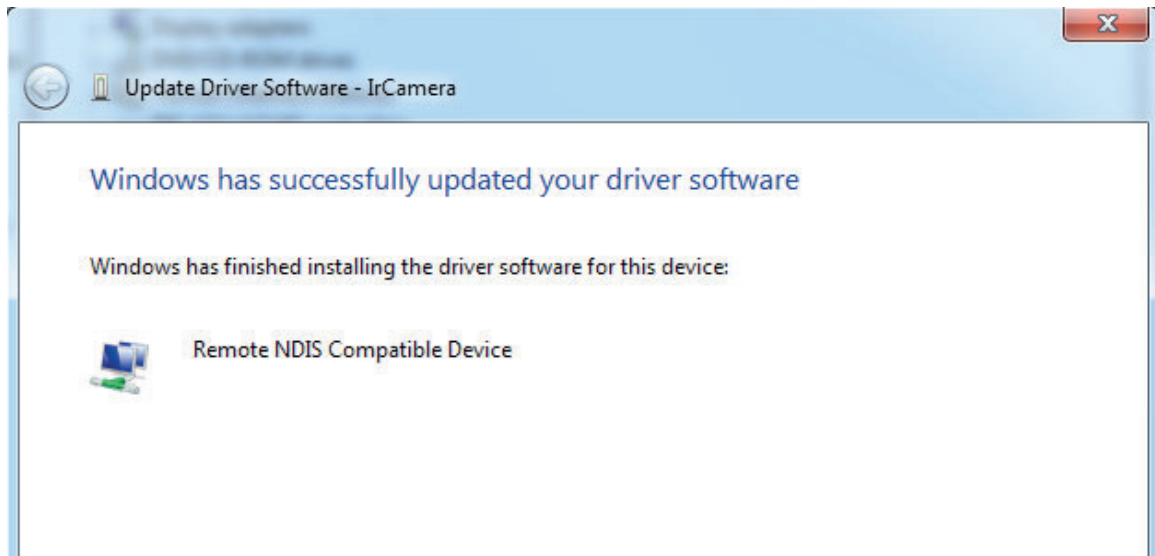 Update Driver Software - IrCamera
Windows has successfully updated your driver software
Windows has finished installing the driver software for this device:
Remote NDIS Compatible Device